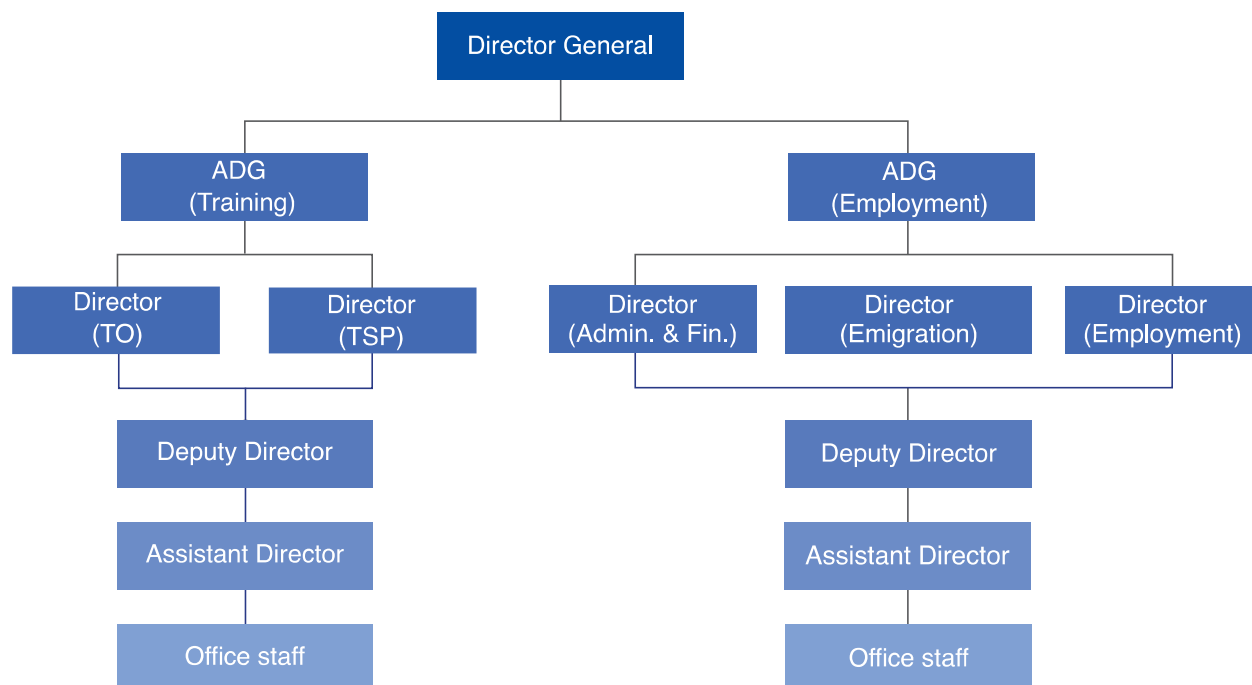 Director General
ADG
(Training)
ADG
(Employment)
Director
(TO)
Director
(TSP)
Director
(Admin. & Fin.)
Director
(Emigration)
Director
(Employment)
Deputy Director
Deputy Director
Assistant Director
Assistant Director
Office staff
Office staff